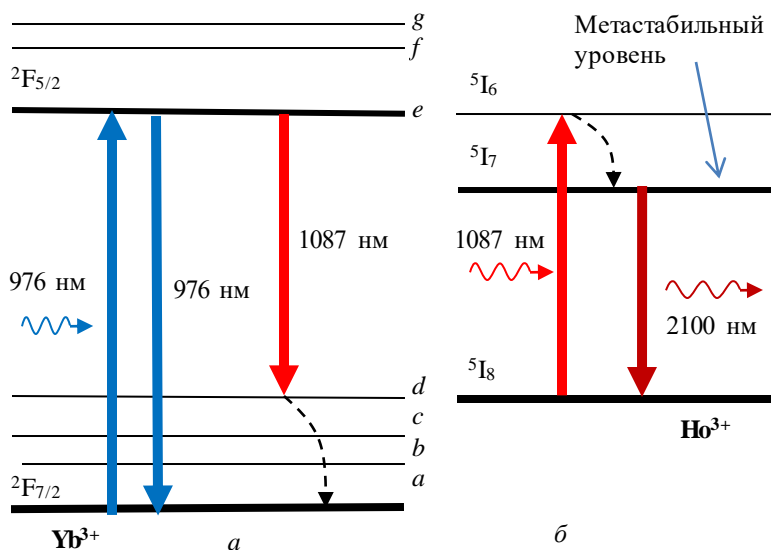 g
f
²F₅/₂
e
1087 нм
976 нм
976 нм
d
c
b
a
²F₇/₂
Yb³⁺
а
Метастабильный
уровень
⁵I₆
⁵I₇
1087 нм
2100 нм
⁵I₈
Ho³⁺
б